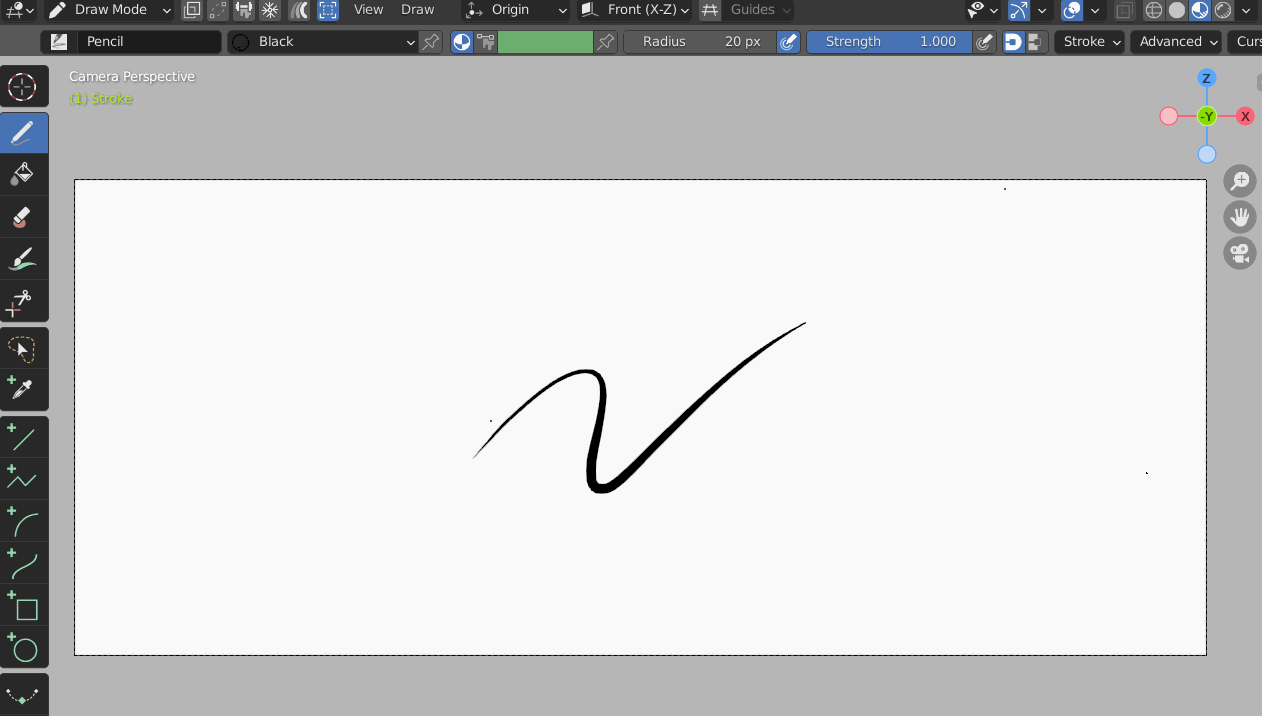 Draw Mode View Draw Origin Front (X-Z) Guides
Pencil Black Radius 20 px Strength 1.000 Stroke Advanced Curs
Camera Perspective
(1) Stroke
Z
-Y X